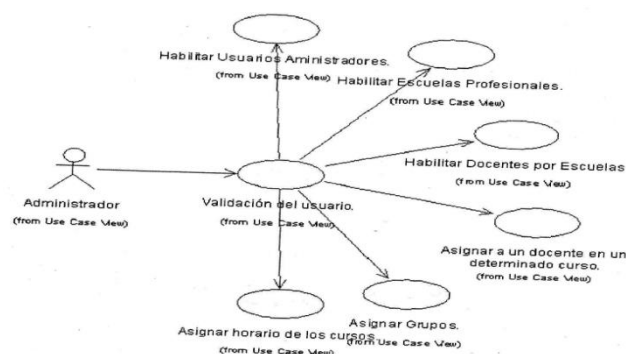 Habilitar Usuarios Aministradores.
(from Use Case View)
Habilitar Escuelas Profesionales.
(from Use Case View)
Habilitar Docentes por Escuelas
(from Use Case View)
Administrador
(from Use Case View)
Validación del usuario.
(from Use Case View)
Asignar a un docente en un
determinado curso.
(from Use Case View)
Asignar Grupos.
(from Use Case View)
Asignar horario de los cursos
(from Use Case View)